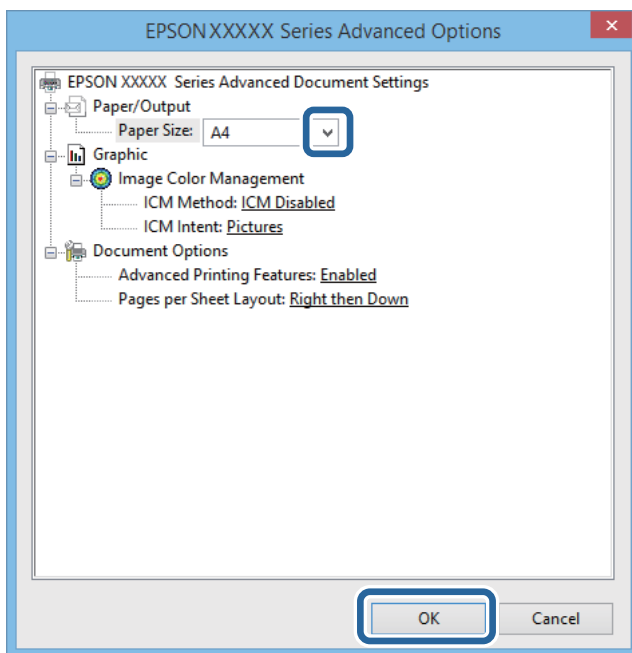 EPSON XXXXX Series Advanced Options
EPSON XXXXX Series Advanced Document Settings
Paper/Output
Paper Size: A4
Graphic
Image Color Management
ICM Method: ICM Disabled
ICM Intent: Pictures
Document Options
Advanced Printing Features: Enabled
Pages per Sheet Layout: Right then Down
OK Cancel